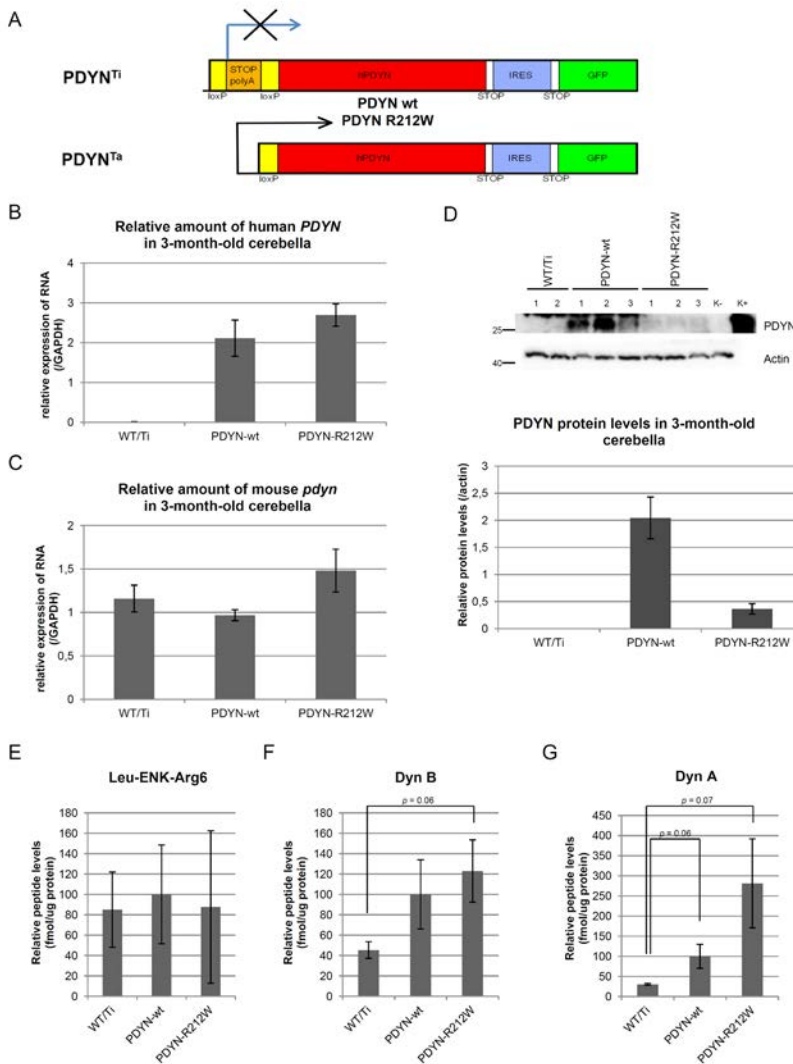 A
PDYNTi
STOP
polyA
hPDYN
IRES
GFP
loxP
loxP
STOP
STOP
PDYN wt
PDYN R212W
PDYNTa
hPDYN
IRES
GFP
loxP
STOP
STOP
B
Relative amount of human PDYN
in 3-month-old cerebella
relative expression of RNA
(/GAPDH)
4
3
2
1
0
WT/Ti
PDYN-wt
PDYN-R212W
C
Relative amount of mouse pdyn
in 3-month-old cerebella
relative expression of RNA
(/GAPDH)
2
1,5
1
0,5
0
WT/Ti
PDYN-wt
PDYN-R212W
D
WT/Ti
PDYN-wt
PDYN-R212W
1 2 1 2 3 1 2 3 K- K+
25
PDYN
40
Actin
PDYN protein levels in 3-month-old
cerebella
Relative protein levels (/actin)
3
2,5
2
1,5
1
0,5
0
WT/Ti
PDYN-wt
PDYN-R212W
E
Leu-ENK-Arg6
Relative peptide levels
(fmol/ug protein)
180
160
140
120
100
80
60
40
20
0
WT/Ti
PDYN-wt
PDYN-R212W
F
Dyn B
p = 0.06
Relative peptide levels
(fmol/ug protein)
180
160
140
120
100
80
60
40
20
0
WT/Ti
PDYN-wt
PDYN-R212W
G
Dyn A
p = 0.07
p = 0.06
Relative peptide levels
(fmol/ug protein)
450
400
350
300
250
200
150
100
50
0
WT/Ti
PDYN-wt
PDYN-R212W